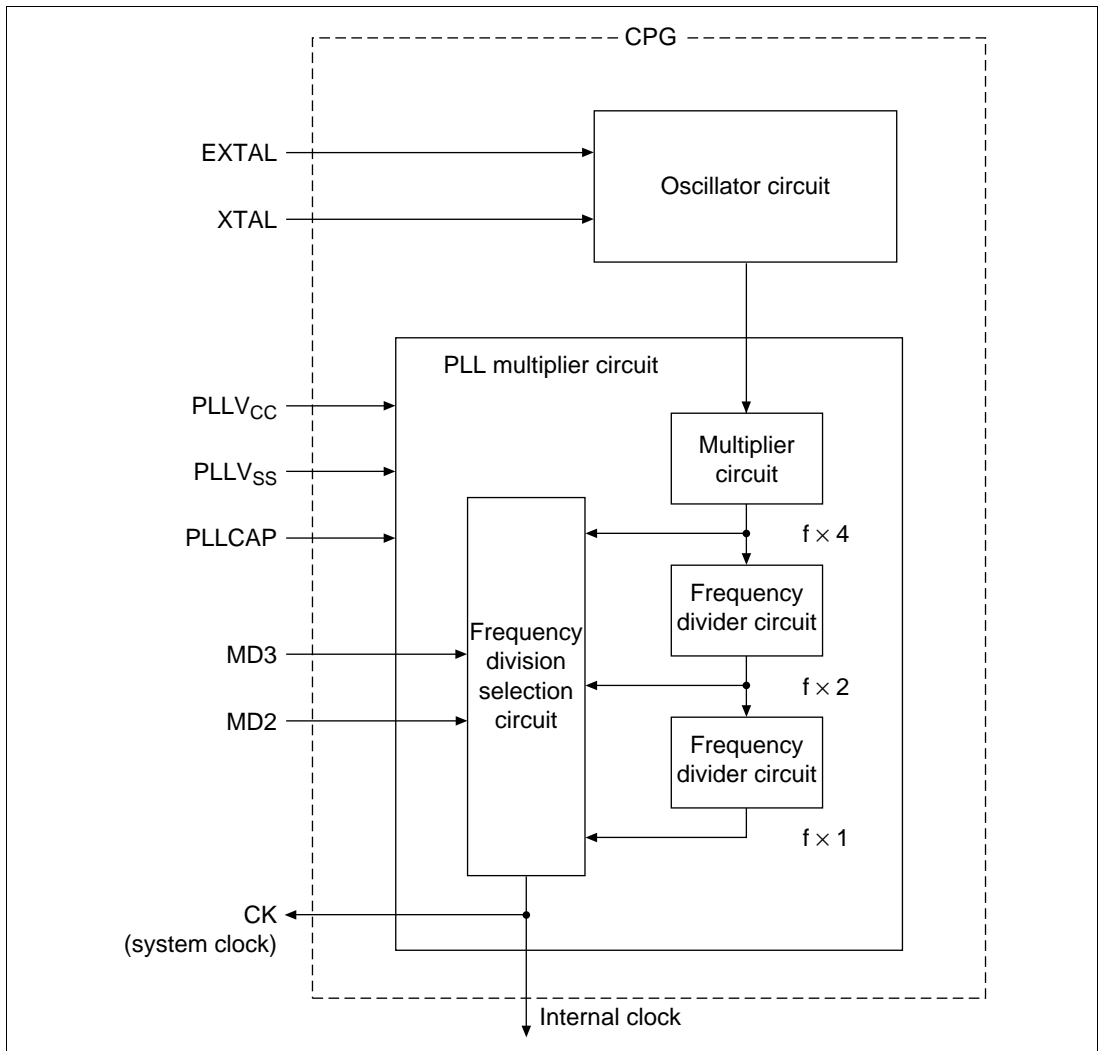 CPG
EXTAL
Oscillator circuit
XTAL
PLL multiplier circuit
PLLVCC
Multiplier
circuit
PLLVSS
PLLCAP
f × 4
Frequency
divider circuit
Frequency
division
selection
circuit
MD3
f × 2
MD2
Frequency
divider circuit
f × 1
CK
(system clock)
Internal clock